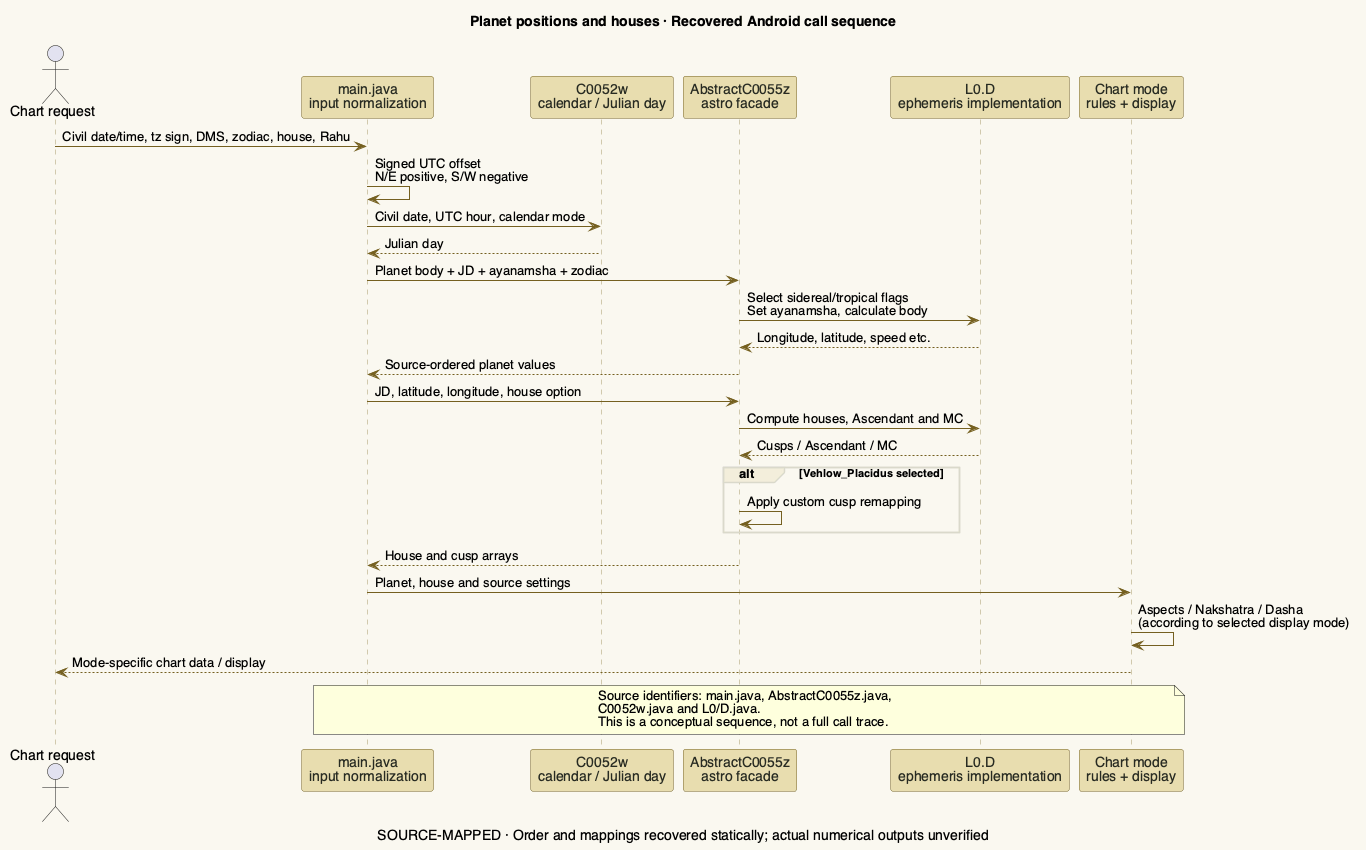 Planet positions and houses · Recovered Android call sequence
Chart request
main.java
input normalization
C0052w
calendar / Julian day
AbstractC0055z
astro facade
L0.D
ephemeris implementation
Chart mode
rules + display
Civil date/time, tz sign, DMS, zodiac, house, Rahu
Signed UTC offset
N/E positive, S/W negative
Civil date, UTC hour, calendar mode
Julian day
Planet body + JD + ayanamsha + zodiac
Select sidereal/tropical flags
Set ayanamsha, calculate body
Longitude, latitude, speed etc.
Source-ordered planet values
JD, latitude, longitude, house option
Compute houses, Ascendant and MC
Cusps / Ascendant / MC
alt
[Vehlow_Placidus selected]
Apply custom cusp remapping
House and cusp arrays
Planet, house and source settings
Aspects / Nakshatra / Dasha
(according to selected display mode)
Mode-specific chart data / display
Source identifiers: main.java, AbstractC0055z.java,
C0052w.java and L0/D.java.
This is a conceptual sequence, not a full call trace.
Chart request
main.java
input normalization
C0052w
calendar / Julian day
AbstractC0055z
astro facade
L0.D
ephemeris implementation
Chart mode
rules + display
SOURCE-MAPPED · Order and mappings recovered statically; actual numerical outputs unverified